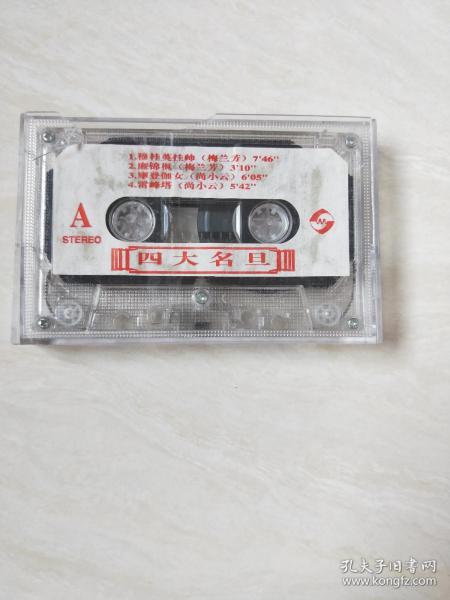 1.穆桂英挂帅（梅兰芳）7'46"
2.廉锦枫（梅兰芳）3'10"
3.摩登伽女（尚小云）6'05"
4.雷峰塔（尚小云）5'42"
A
STEREO
四大名旦
孔夫子旧书网
www.kongfz.com